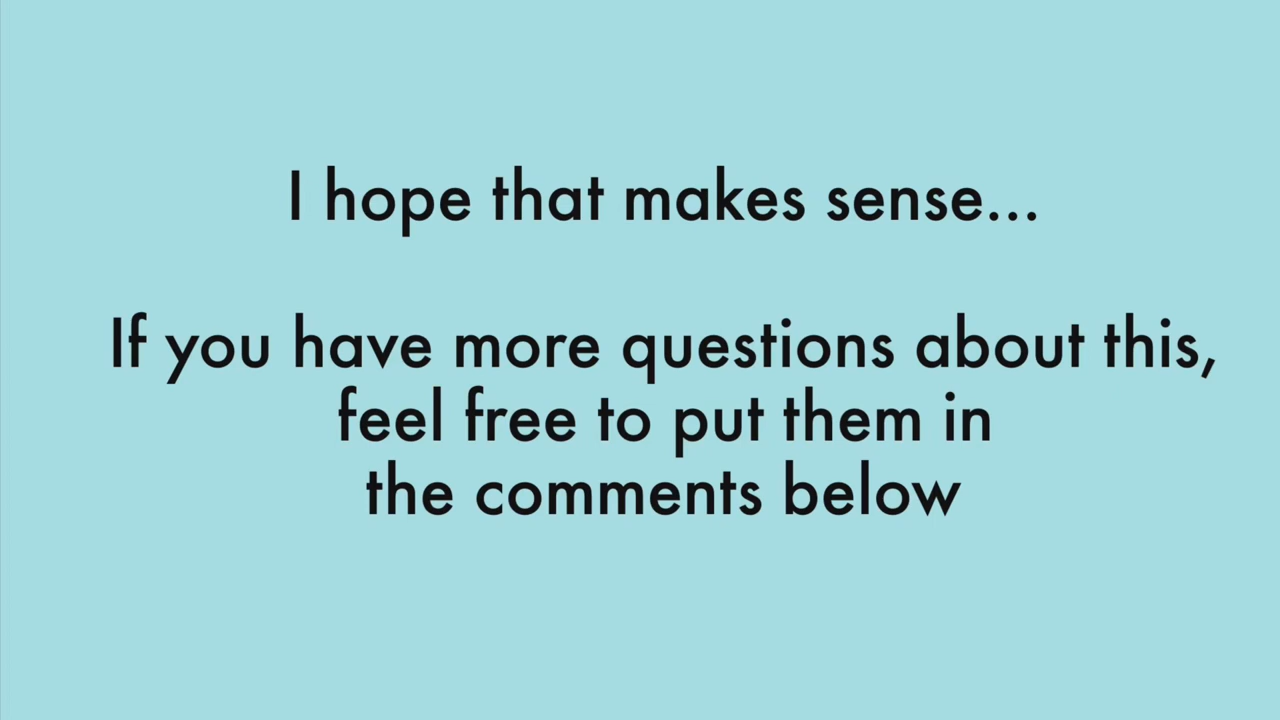 I hope that makes sense...
If you have more questions about this,
feel free to put them in
the comments below